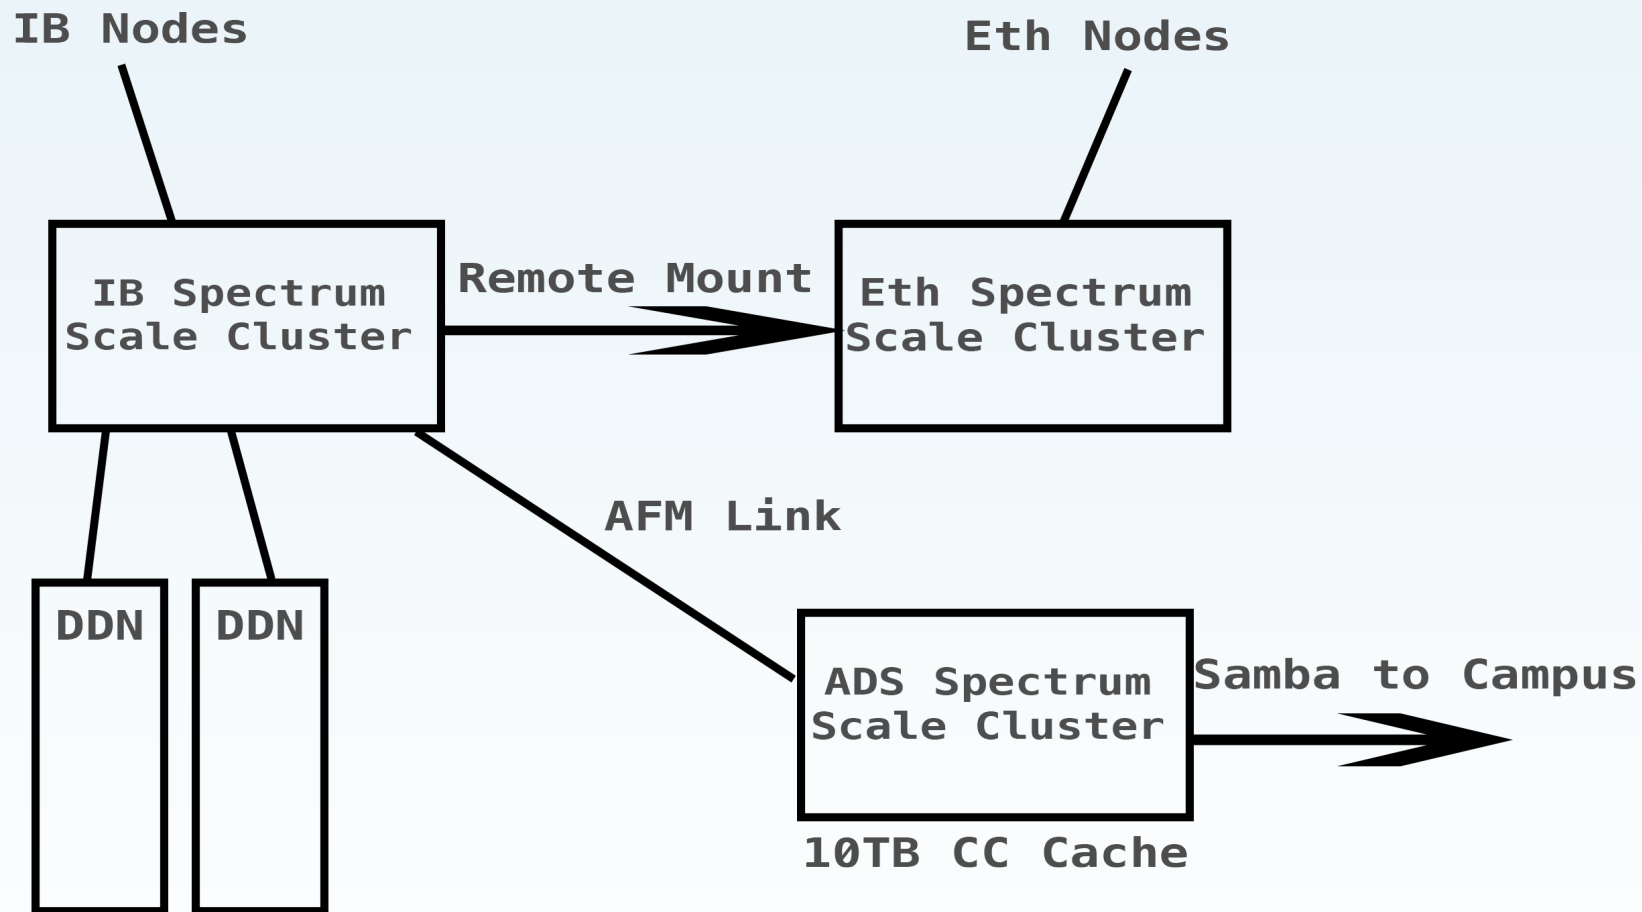 IB Nodes
Eth Nodes
IB Spectrum
Scale Cluster
Remote Mount
Eth Spectrum
Scale Cluster
AFM Link
DDN
DDN
ADS Spectrum
Scale Cluster
Samba to Campus
10TB CC Cache